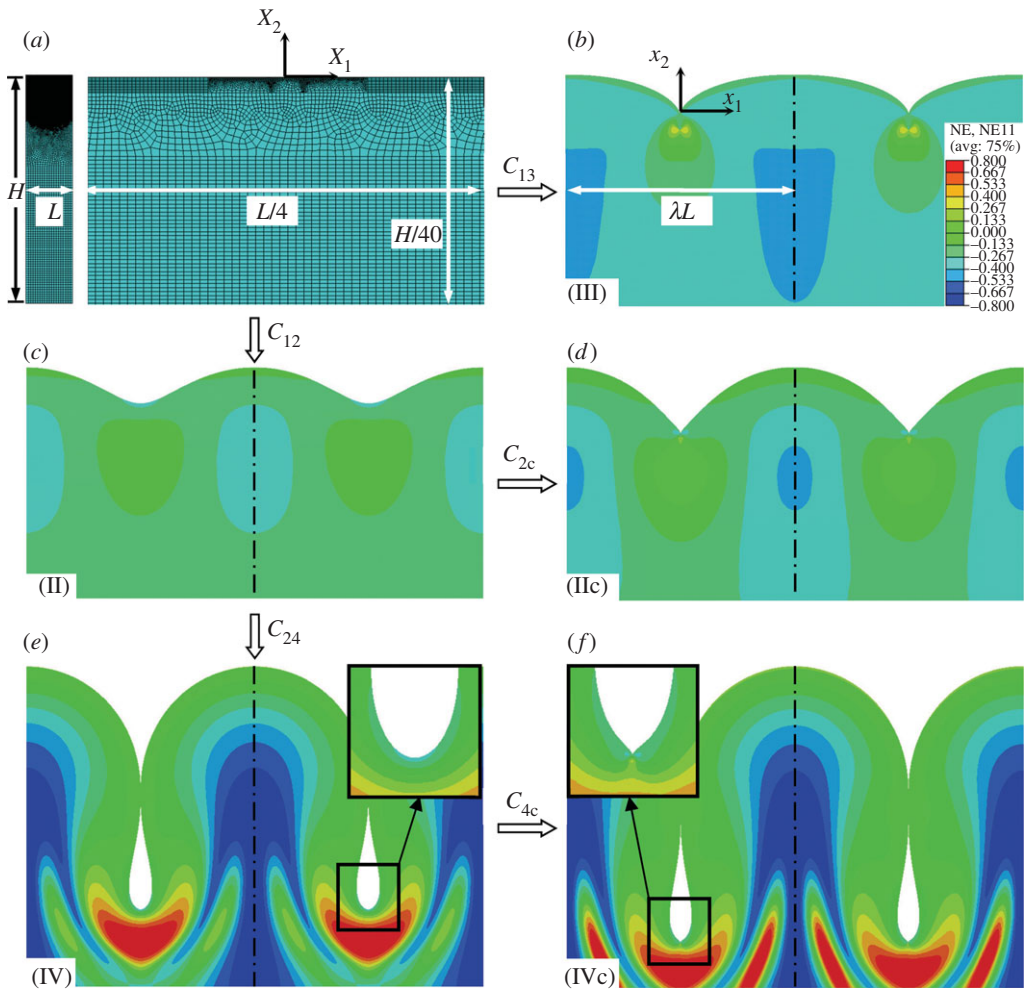 (a)
X2
X1
H
L
L/4
H/40
C13
(b)
x2
x1
λL
NE, NE11
(avg: 75%)
0.800
0.667
0.533
0.400
0.267
0.133
0.000
−0.133
−0.267
−0.400
−0.533
−0.667
−0.800
(III)
C12
(c)
(II)
C2c
(d)
(IIc)
C24
(e)
(IV)
C4c
(f)
(IVc)